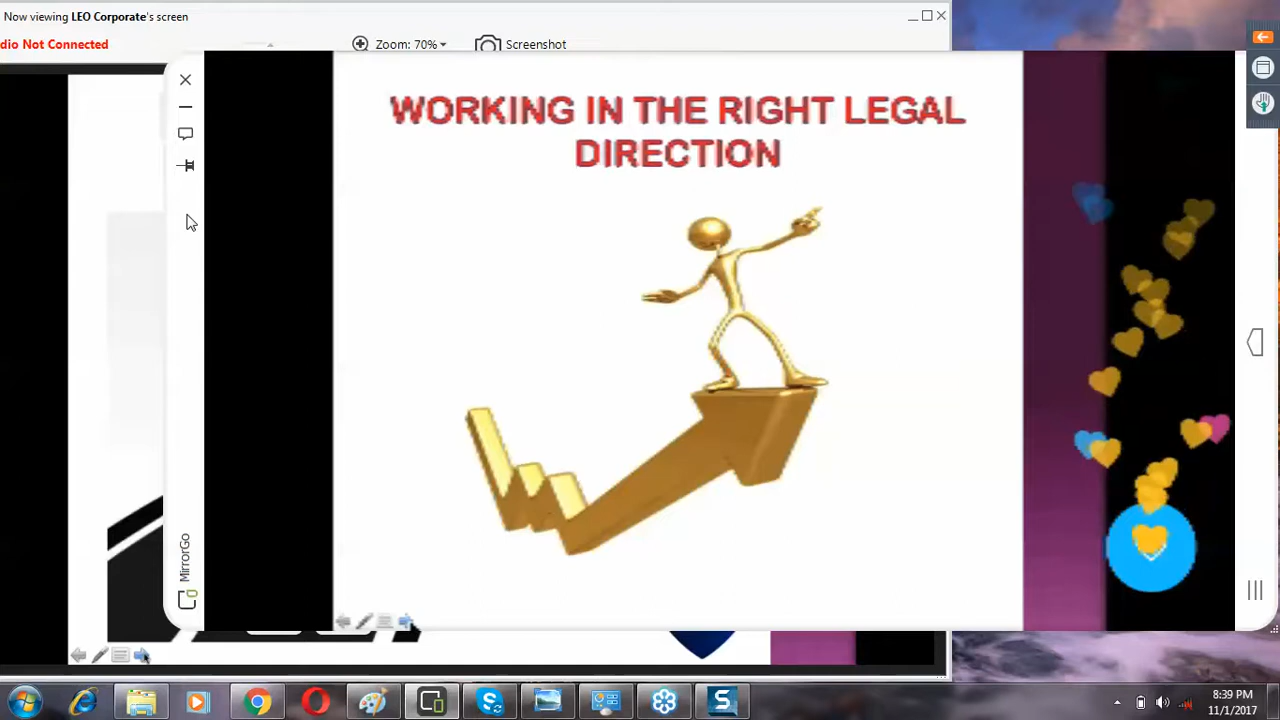 Now viewing LEO Corporate's screen
dio Not Connected
Zoom: 70%
Screenshot
WORKING IN THE RIGHT LEGAL
DIRECTION
MirrorGo
8:39 PM
11/1/2017